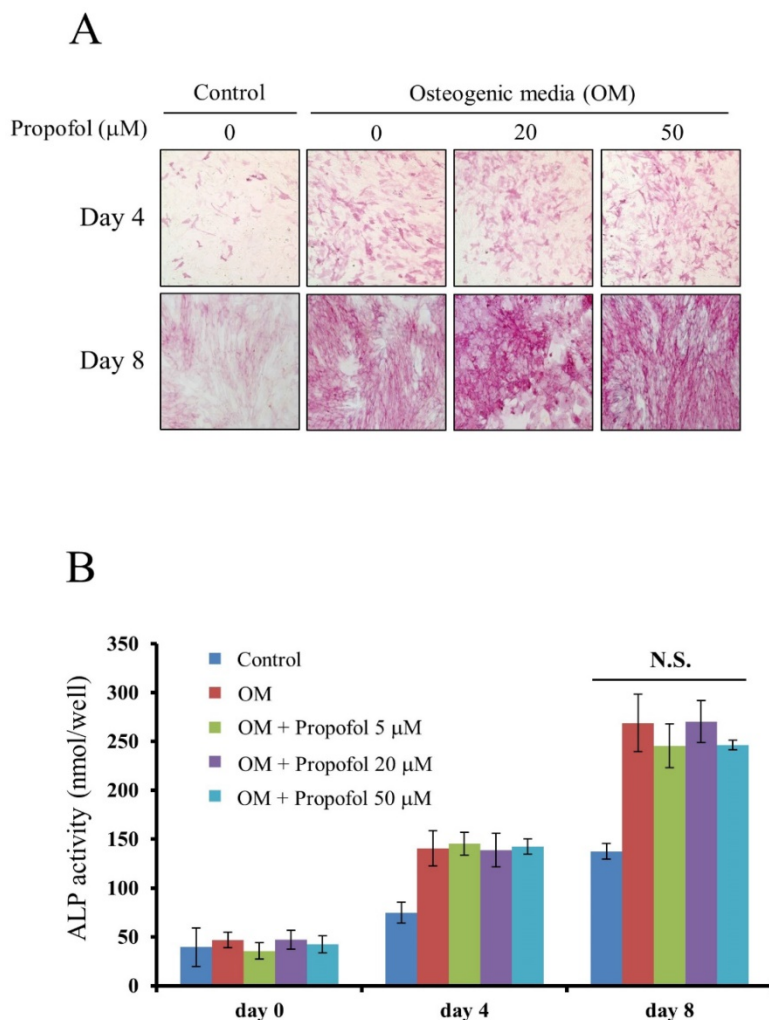 A
Control Osteogenic media (OM)
Propofol (μM) 0 0 20 50
Day 4
Day 8
B
350
300
250
200
150
100
50
0
ALP activity (nmol/well)
Control
OM
OM + Propofol 5 μM
OM + Propofol 20 μM
OM + Propofol 50 μM
N.S.
day 0 day 4 day 8